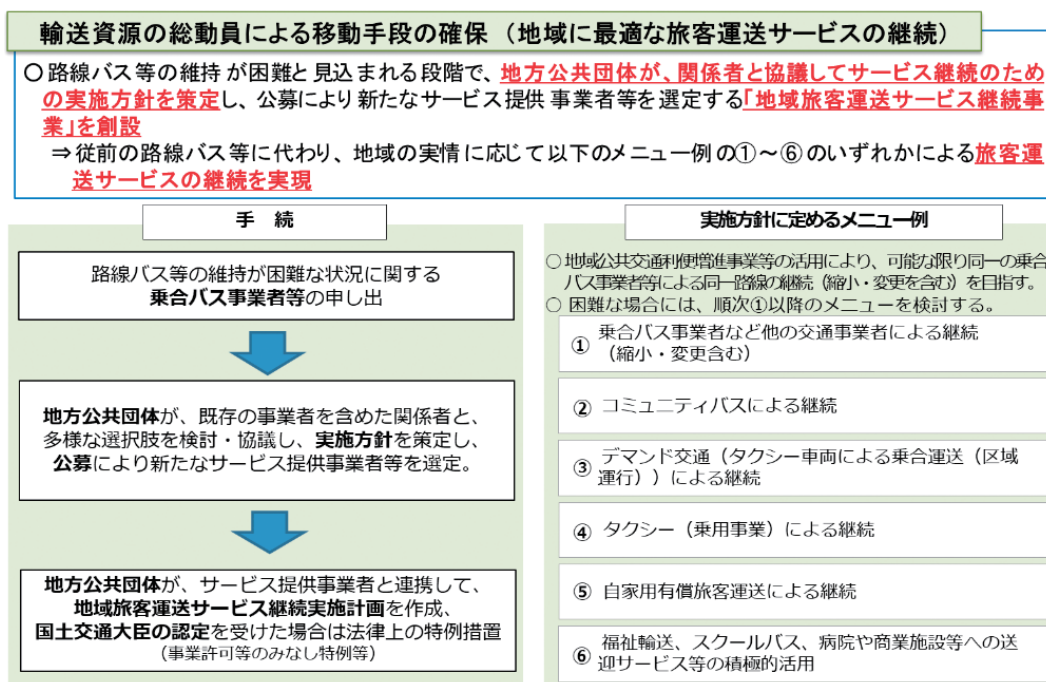 輸送資源の総動員による移動手段の確保（地域に最適な旅客運送サービスの継続）
○路線バス等の維持が困難と見込まれる段階で、地方公共団体が、関係者と協議してサービス継続のため
の実施方針を策定し、公募により新たなサービス提供事業者等を選定する「地域旅客運送サービス継続事
業」を創設
⇒従前の路線バス等に代わり、地域の実情に応じて以下のメニュー例の①～⑥のいずれかによる旅客運
送サービスの継続を実現
手 続
路線バス等の維持が困難な状況に関する
乗合バス事業者等の申し出
地方公共団体が、既存の事業者を含めた関係者と、
多様な選択肢を検討・協議し、実施方針を策定し、
公募により新たなサービス提供事業者等を選定。
地方公共団体が、サービス提供事業者と連携して、
地域旅客運送サービス継続実施計画を作成、
国土交通大臣の認定を受けた場合は法律上の特例措置
（事業許可等のみなし特例等）
実施方針に定めるメニュー例
○地域公共交通利便増進事業等の活用により、可能な限り同一の乗合
バス事業者等による同一路線の継続（縮小・変更を含む）を目指す。
○ 困難な場合には、順次①以降のメニューを検討する。
① 乗合バス事業者など他の交通事業者による継続
（縮小・変更含む）
② コミュニティバスによる継続
③ デマンド交通（タクシー車両による乗合運送（区域
運行））による継続
④ タクシー（乗用事業）による継続
⑤ 自家用有償旅客運送による継続
⑥ 福祉輸送、スクールバス、病院や商業施設等への送
迎サービス等の積極的活用